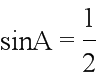 sinA = 1/2